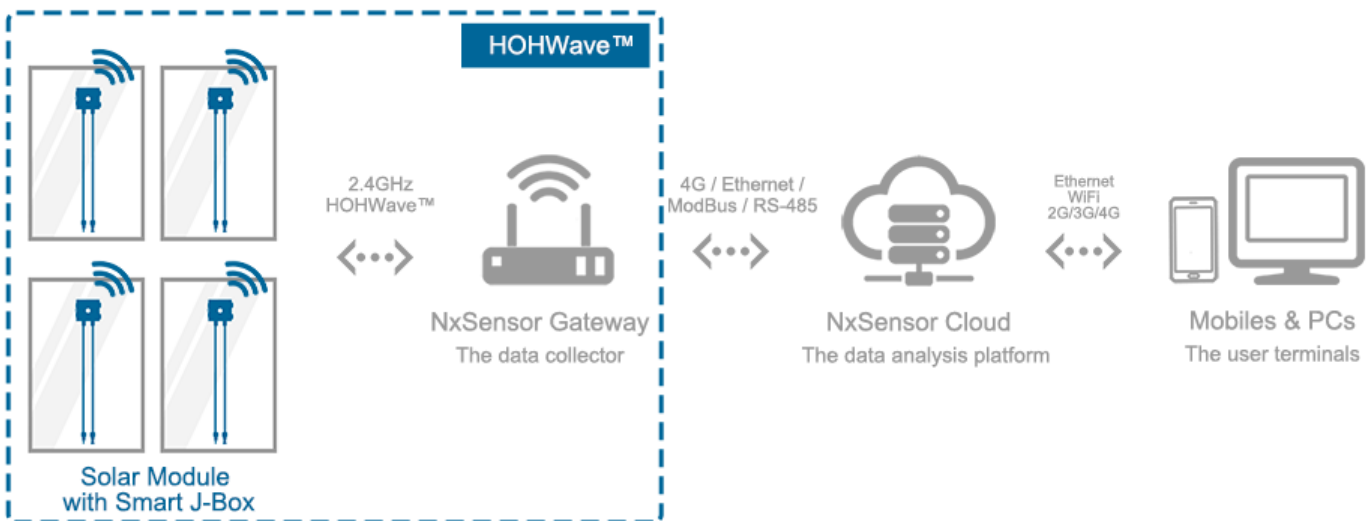 HOHWave™
2.4GHz
HOHWave™
4G / Ethernet /
ModBus / RS-485
Ethernet
WiFi
2G/3G/4G
NxSensor Gateway
The data collector
NxSensor Cloud
The data analysis platform
Mobiles & PCs
The user terminals
Solar Module
with Smart J-Box